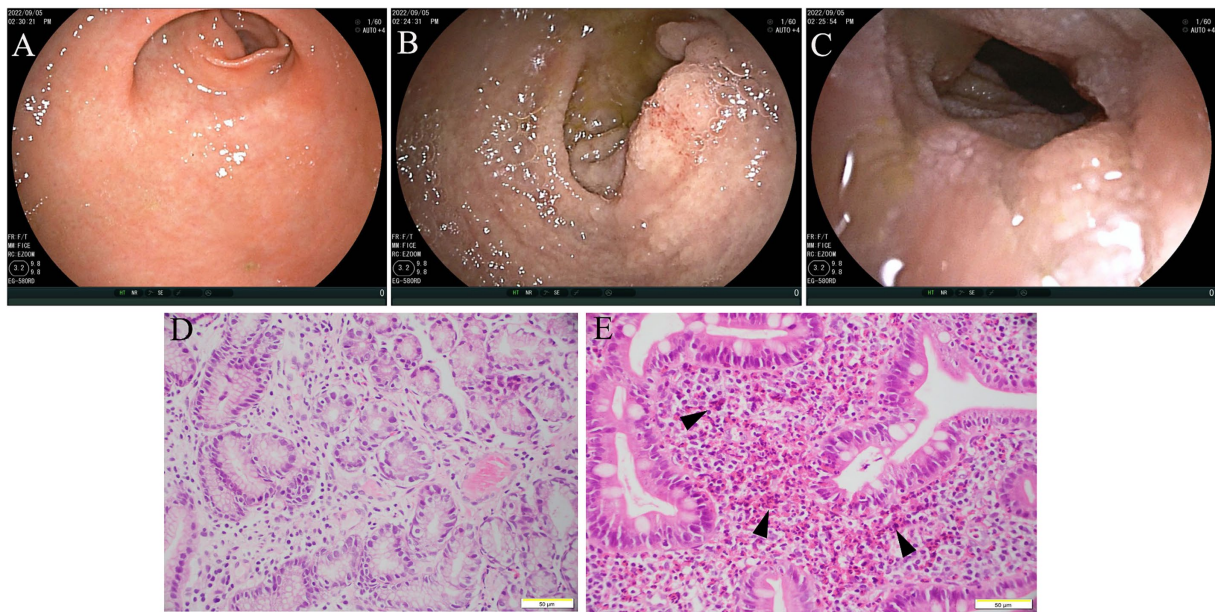 2022/09/05
02:30:21 PM
A
1/60
AUTO +4
FR:F/T
MM FICE
RC EZOOM
3.2
9.8
9.8
EG-580RD
HT NR SE
0
2022/09/05
02:24:31 PM
B
1/60
AUTO +4
FR:F/T
MM FICE
RC EZOOM
3.2
9.8
9.8
EG-580RD
HT NR SE
0
2022/09/05
02:25:54 PM
C
1/60
AUTO +4
FR:F/T
MM FICE
RC EZOOM
3.2
9.8
9.8
EG-580RD
HT NR SE
0
D
50 µm
E
50 µm